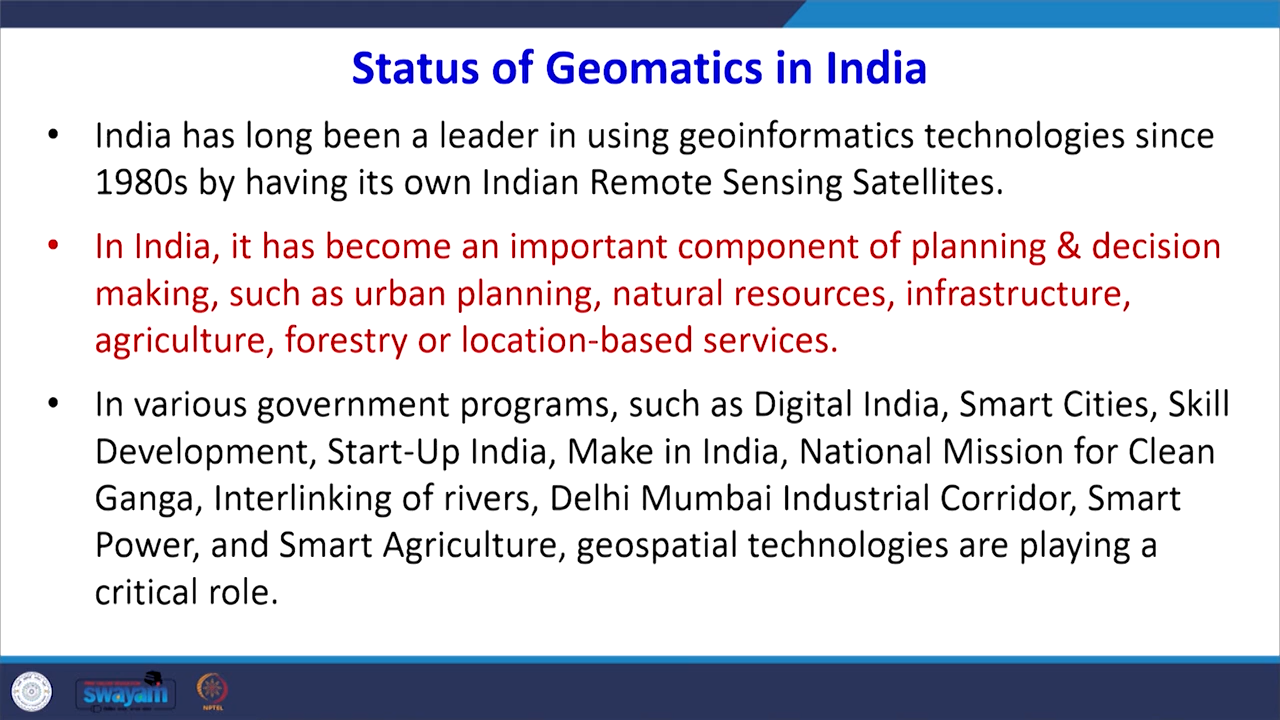 Status of Geomatics in India
• India has long been a leader in using geoinformatics technologies since
1980s by having its own Indian Remote Sensing Satellites.
• In India, it has become an important component of planning & decision
making, such as urban planning, natural resources, infrastructure,
agriculture, forestry or location-based services.
• In various government programs, such as Digital India, Smart Cities, Skill
Development, Start-Up India, Make in India, National Mission for Clean
Ganga, Interlinking of rivers, Delhi Mumbai Industrial Corridor, Smart
Power, and Smart Agriculture, geospatial technologies are playing a
critical role.
swayam
NPTEL